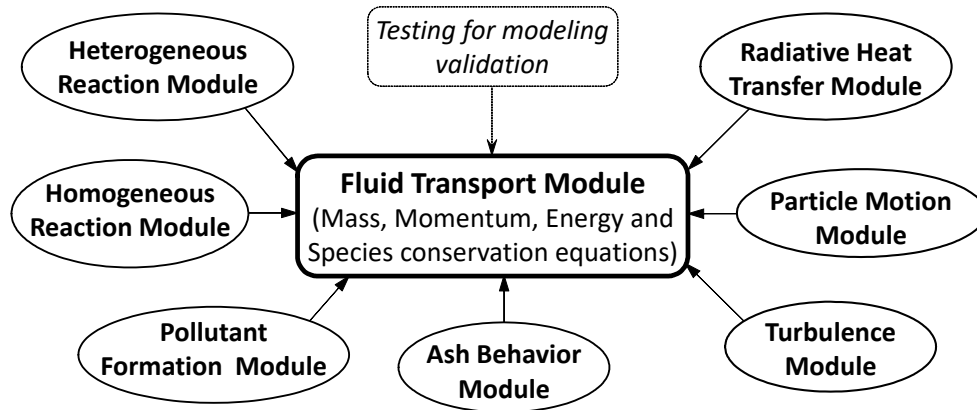 Heterogeneous
Reaction Module
Testing for modeling
validation
Radiative Heat
Transfer Module
Homogeneous
Reaction Module
Fluid Transport Module
(Mass, Momentum, Energy and
Species conservation equations)
Particle Motion
Module
Pollutant
Formation Module
Ash Behavior
Module
Turbulence
Module